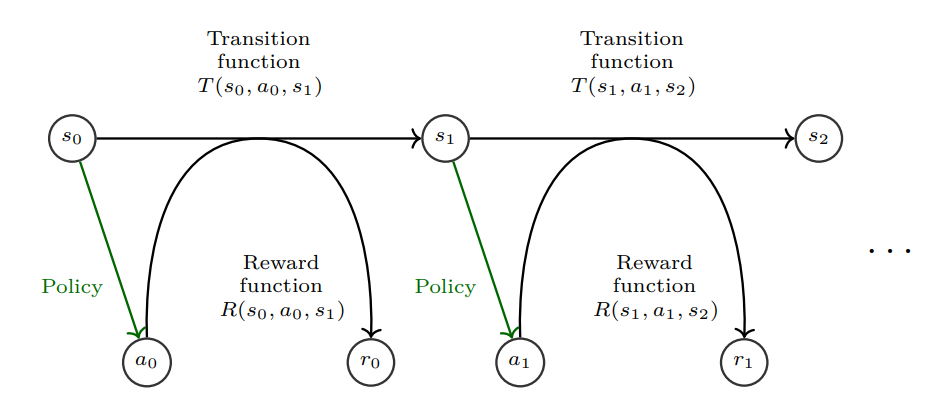 Transition
function
T(s₀, a₀, s₁)
Transition
function
T(s₁, a₁, s₂)
s₀
s₁
s₂
. . .
Policy
Reward
function
R(s₀, a₀, s₁)
Policy
Reward
function
R(s₁, a₁, s₂)
a₀
r₀
a₁
r₁